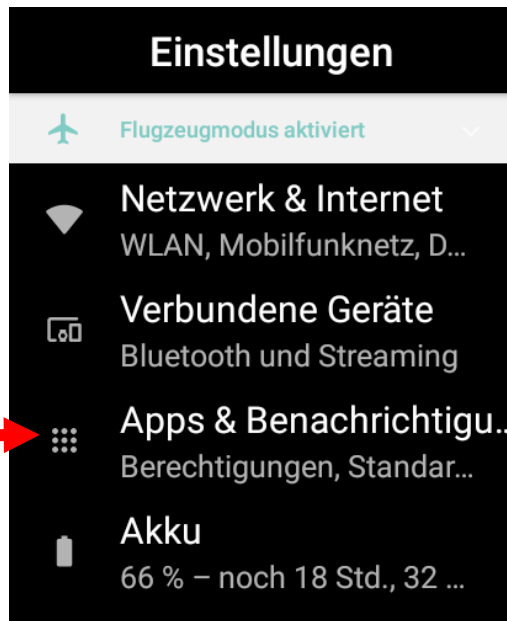 Einstellungen
Flugzeugmodus aktiviert
Netzwerk & Internet
WLAN, Mobilfunknetz, D...
Verbundene Geräte
Bluetooth und Streaming
Apps & Benachrichtigu...
Berechtigungen, Standar...
Akku
66 % – noch 18 Std., 32 ...